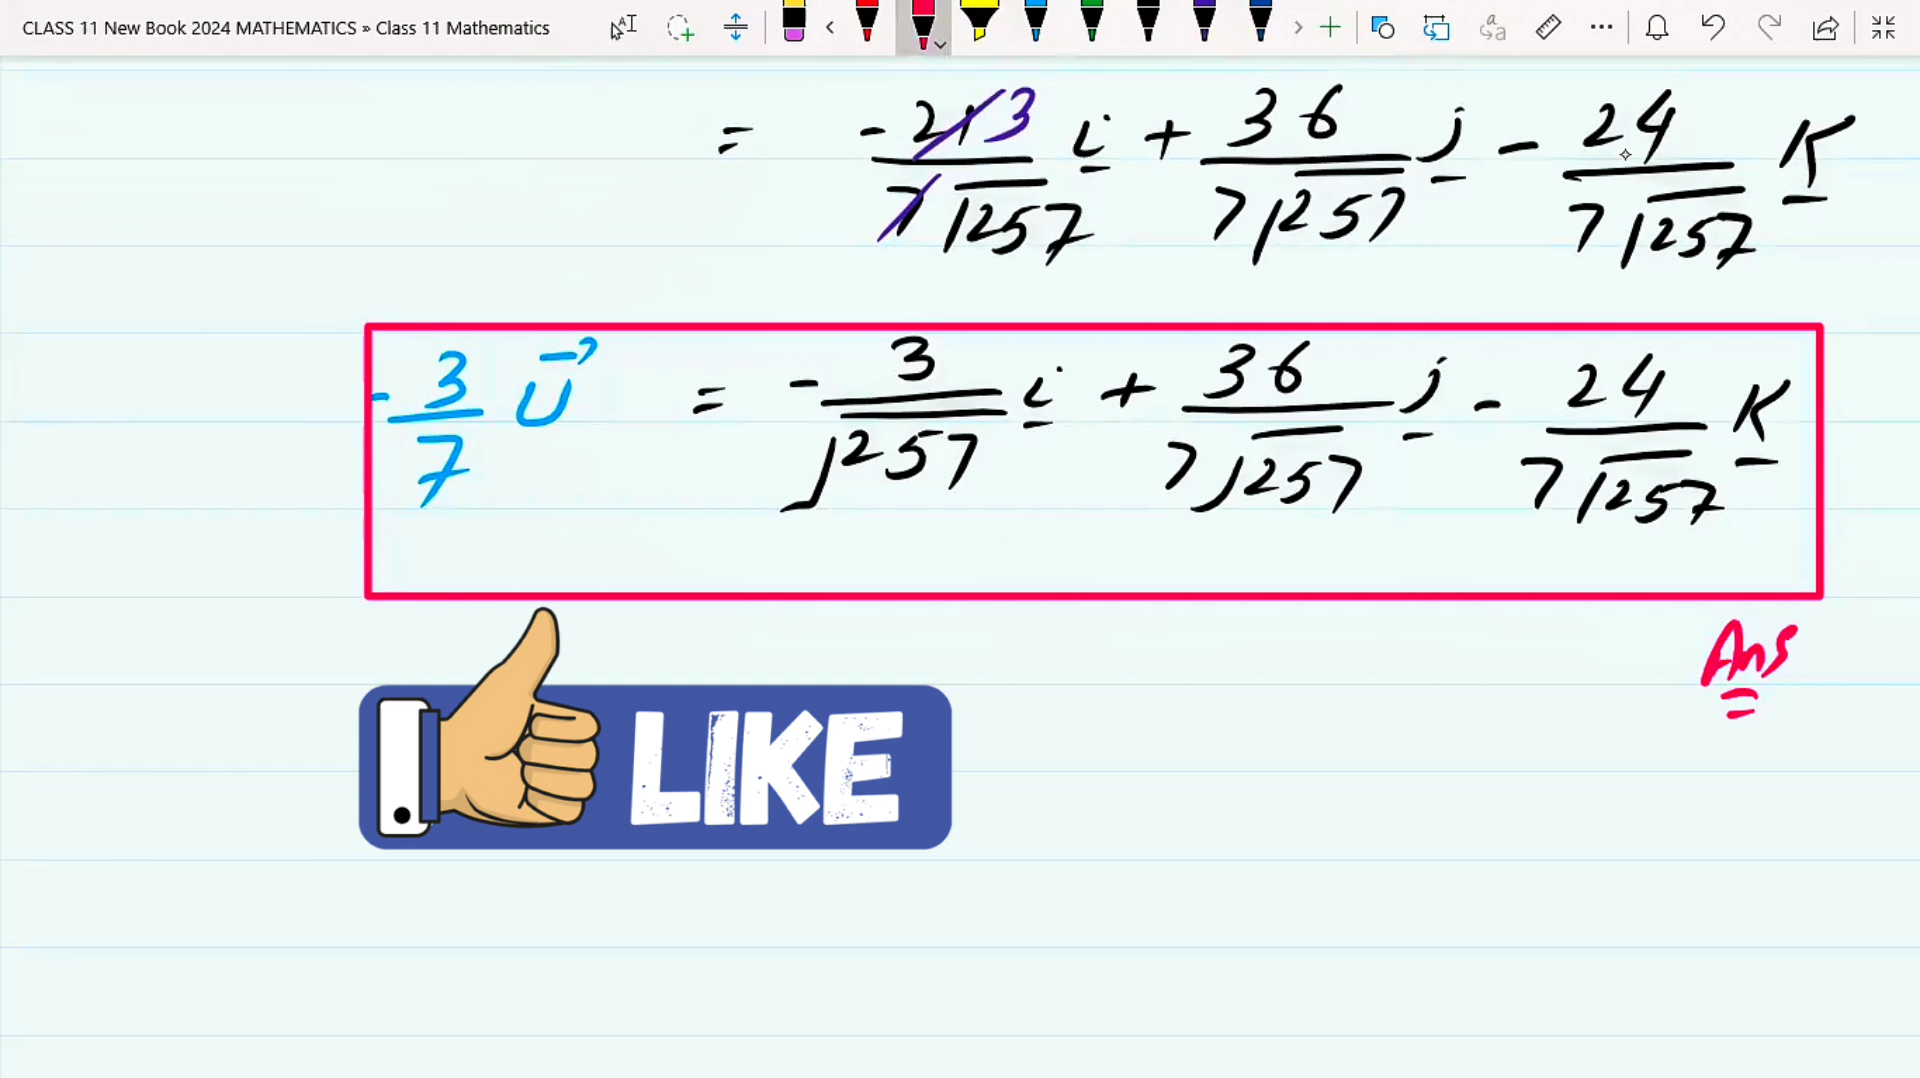 CLASS 11 New Book 2024 MATHEMATICS » Class 11 Mathematics
= -21 3/7√257 i + 36/7√257 j - 24/7√257 K
-3/7 U⃗ = -3/√257 i + 36/7√257 j - 24/7√257 K
Ans
LIKE